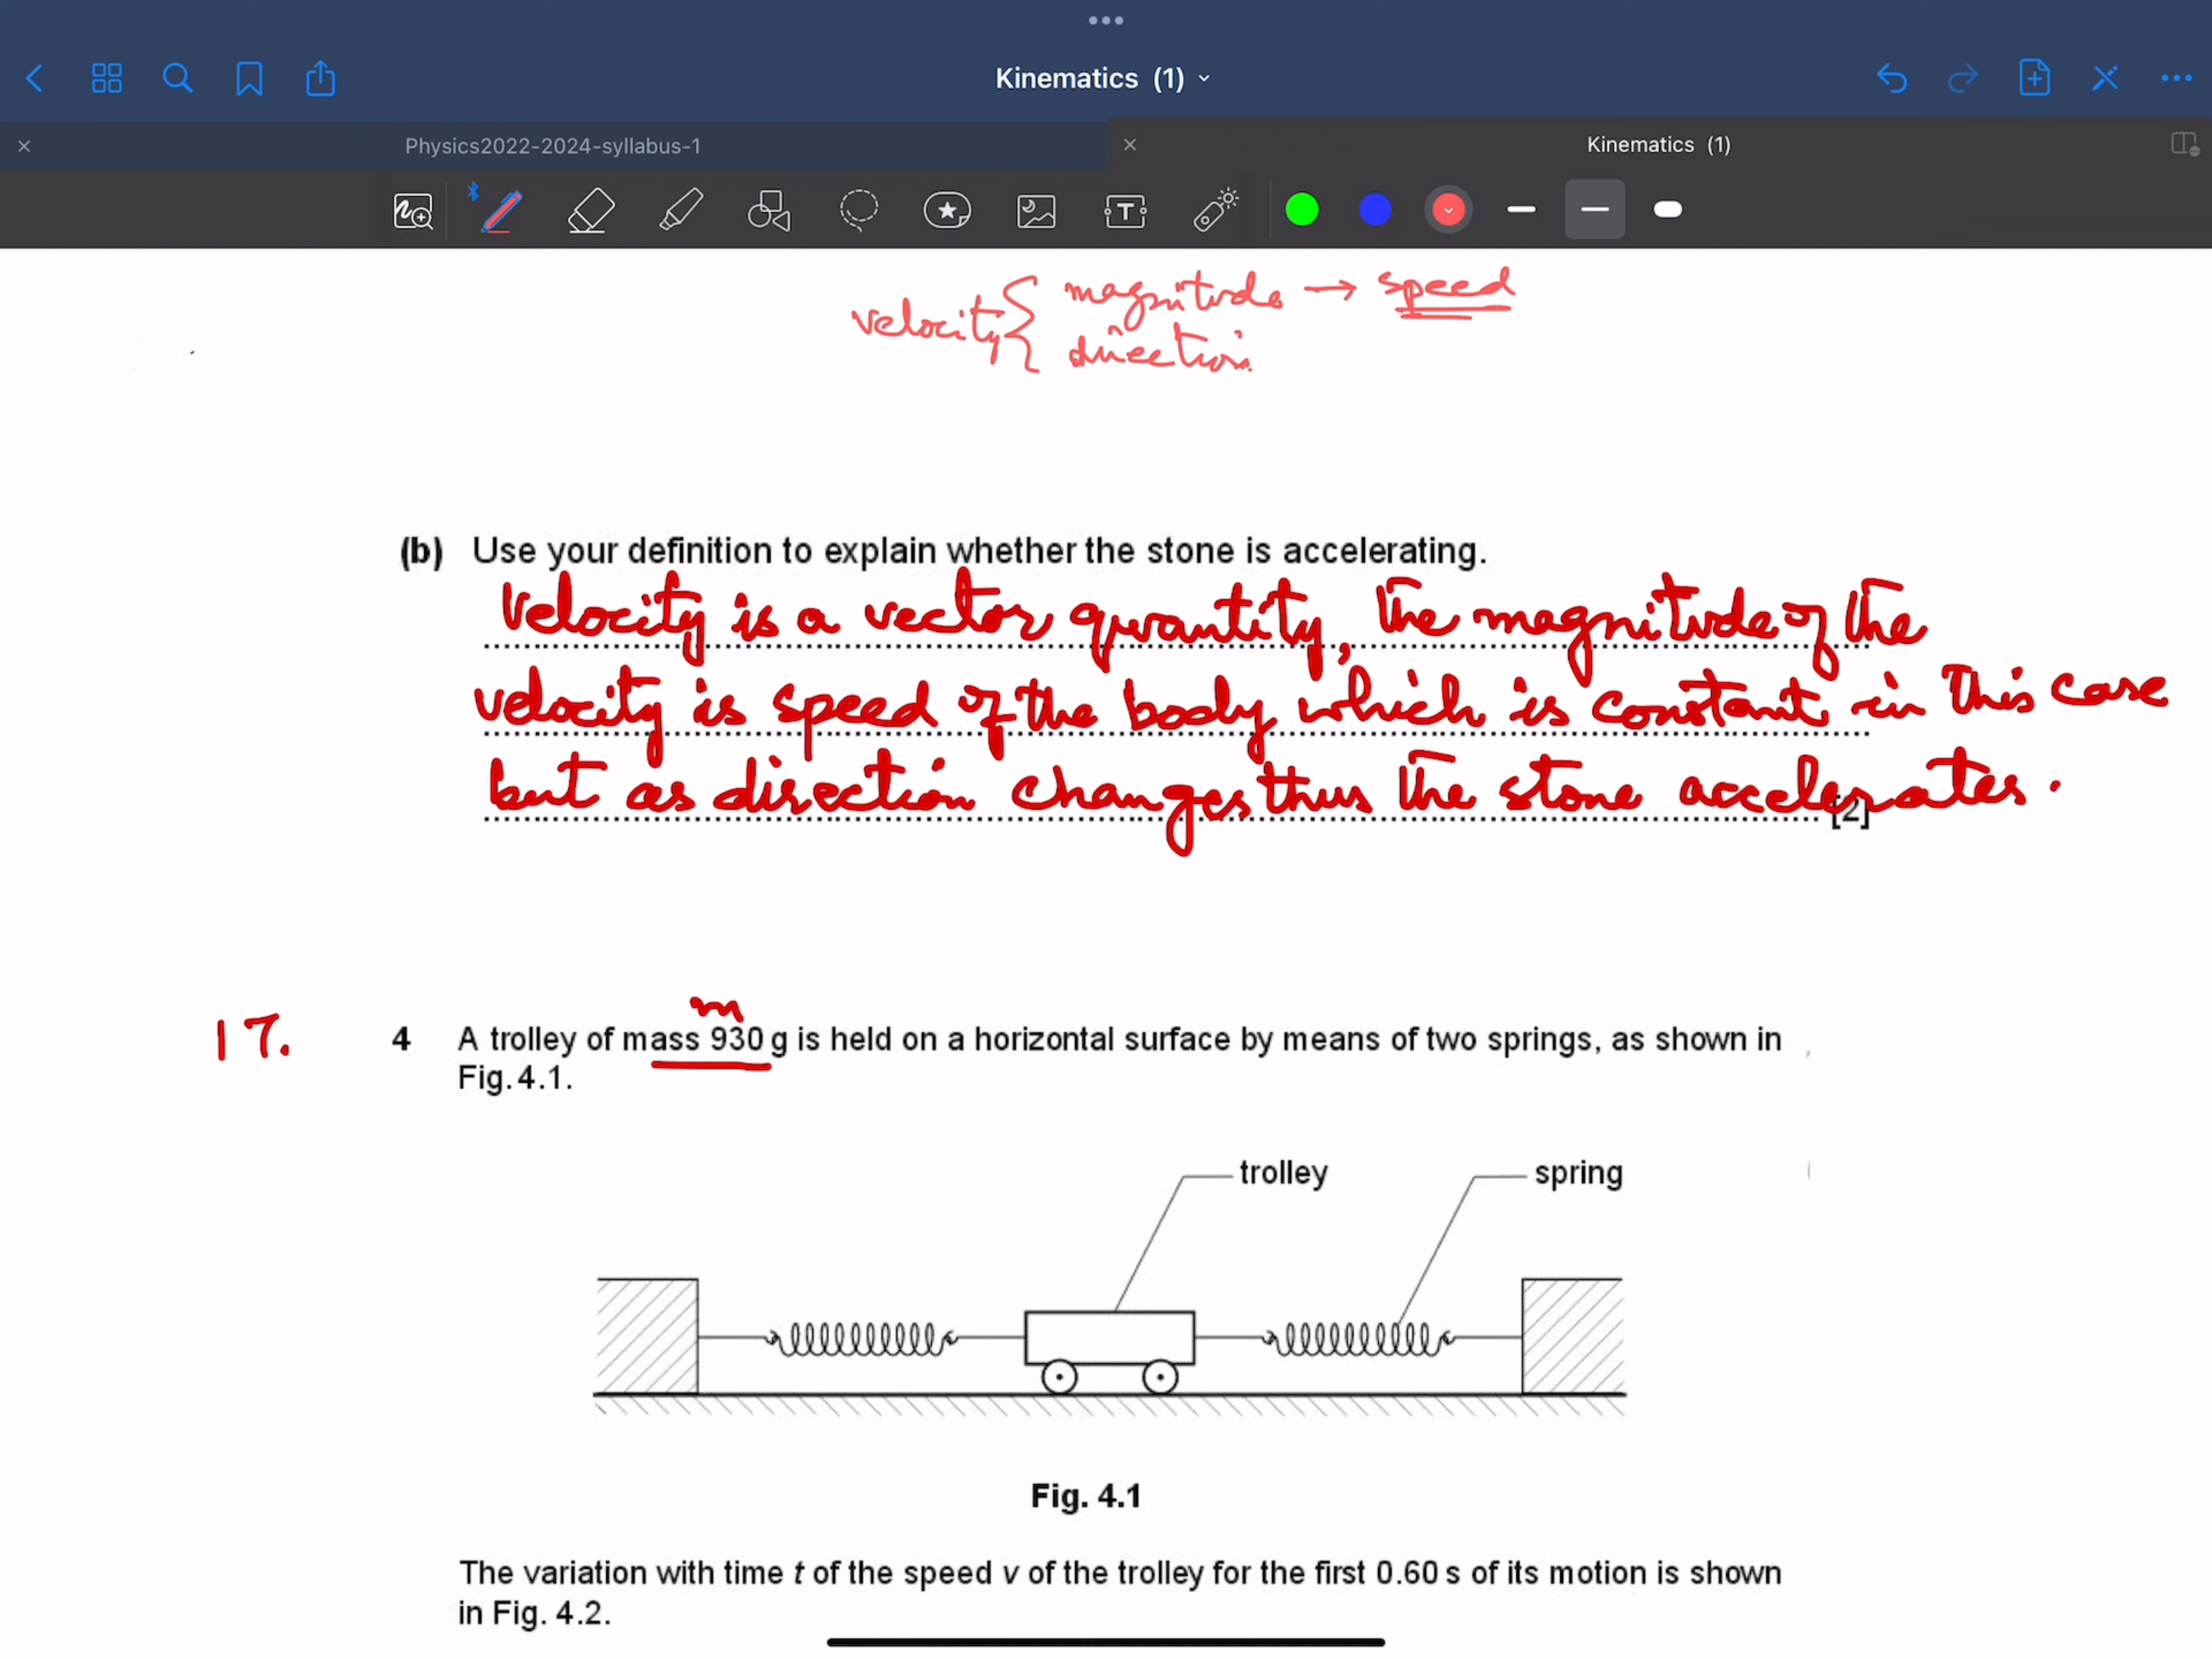 Kinematics (1)
Physics2022-2024-syllabus-1
Kinematics (1)
velocity { magnitude → speed
direction
(b) Use your definition to explain whether the stone is accelerating.
Velocity is a vector quantity, the magnitude of the
velocity is speed of the body which is constant in this case
but as direction changes thus the stone accelerates.
[2]
m
17. 4 A trolley of mass 930 g is held on a horizontal surface by means of two springs, as shown in
Fig. 4.1.
trolley spring
Fig. 4.1
The variation with time t of the speed v of the trolley for the first 0.60 s of its motion is shown
in Fig. 4.2.